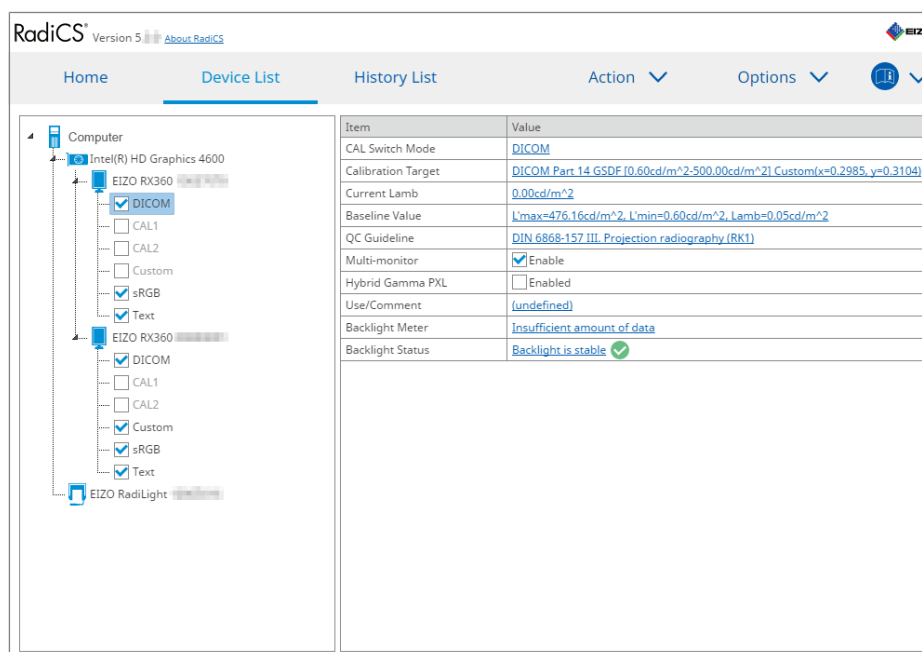 RadiCS® Version 5. About RadiCS
Home Device List History List Action Options
Computer
Intel(R) HD Graphics 4600
EIZO RX360
DICOM
CAL1
CAL2
Custom
sRGB
Text
EIZO RX360
DICOM
CAL1
CAL2
Custom
sRGB
Text
EIZO RadiLight
Item Value
CAL Switch Mode DICOM
Calibration Target DICOM Part 14 GSDF [0.60cd/m^2-500.00cd/m^2] Custom(x=0.2985, y=0.3104)
Current Lamb 0.00cd/m^2
Baseline Value L'max=476.16cd/m^2, L'min=0.60cd/m^2, Lamb=0.05cd/m^2
QC Guideline DIN 6868-157 III. Projection radiography (RK1)
Multi-monitor Enable
Hybrid Gamma PXL Enabled
Use/Comment (undefined)
Backlight Meter Insufficient amount of data
Backlight Status Backlight is stable